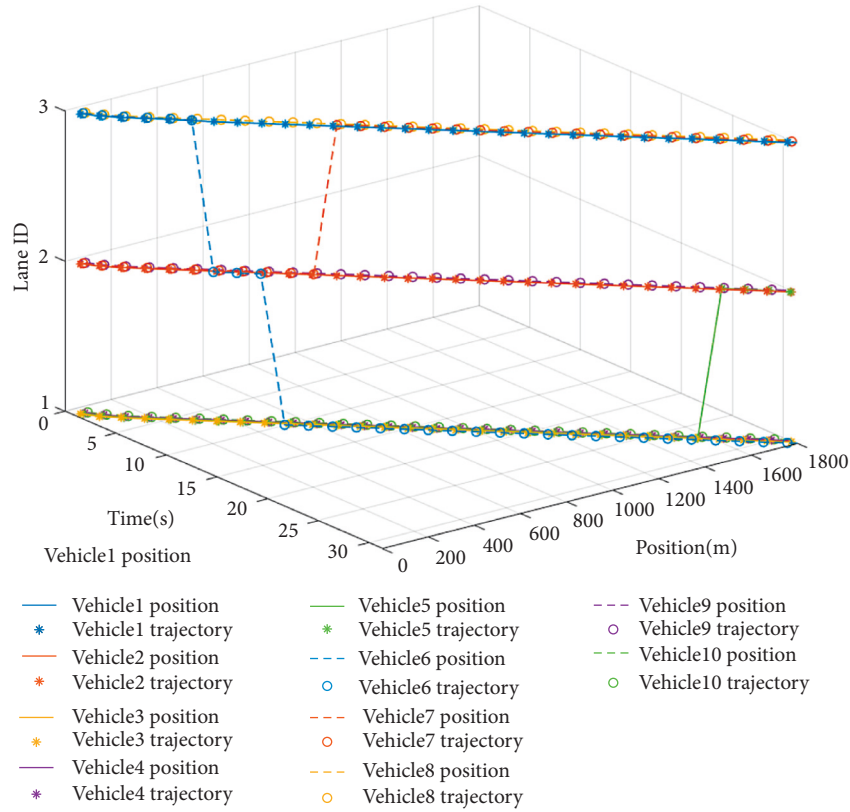 3
2
1
Lane ID
0
5
10
15
20
25
30
Time(s)
0
200
400
600
800
1000
1200
1400
1600
1800
Position(m)
Vehicle1 position
Vehicle1 position
Vehicle1 trajectory
Vehicle2 position
Vehicle2 trajectory
Vehicle3 position
Vehicle3 trajectory
Vehicle4 position
Vehicle4 trajectory
Vehicle5 position
Vehicle5 trajectory
Vehicle6 position
Vehicle6 trajectory
Vehicle7 position
Vehicle7 trajectory
Vehicle8 position
Vehicle8 trajectory
Vehicle9 position
Vehicle9 trajectory
Vehicle10 position
Vehicle10 trajectory